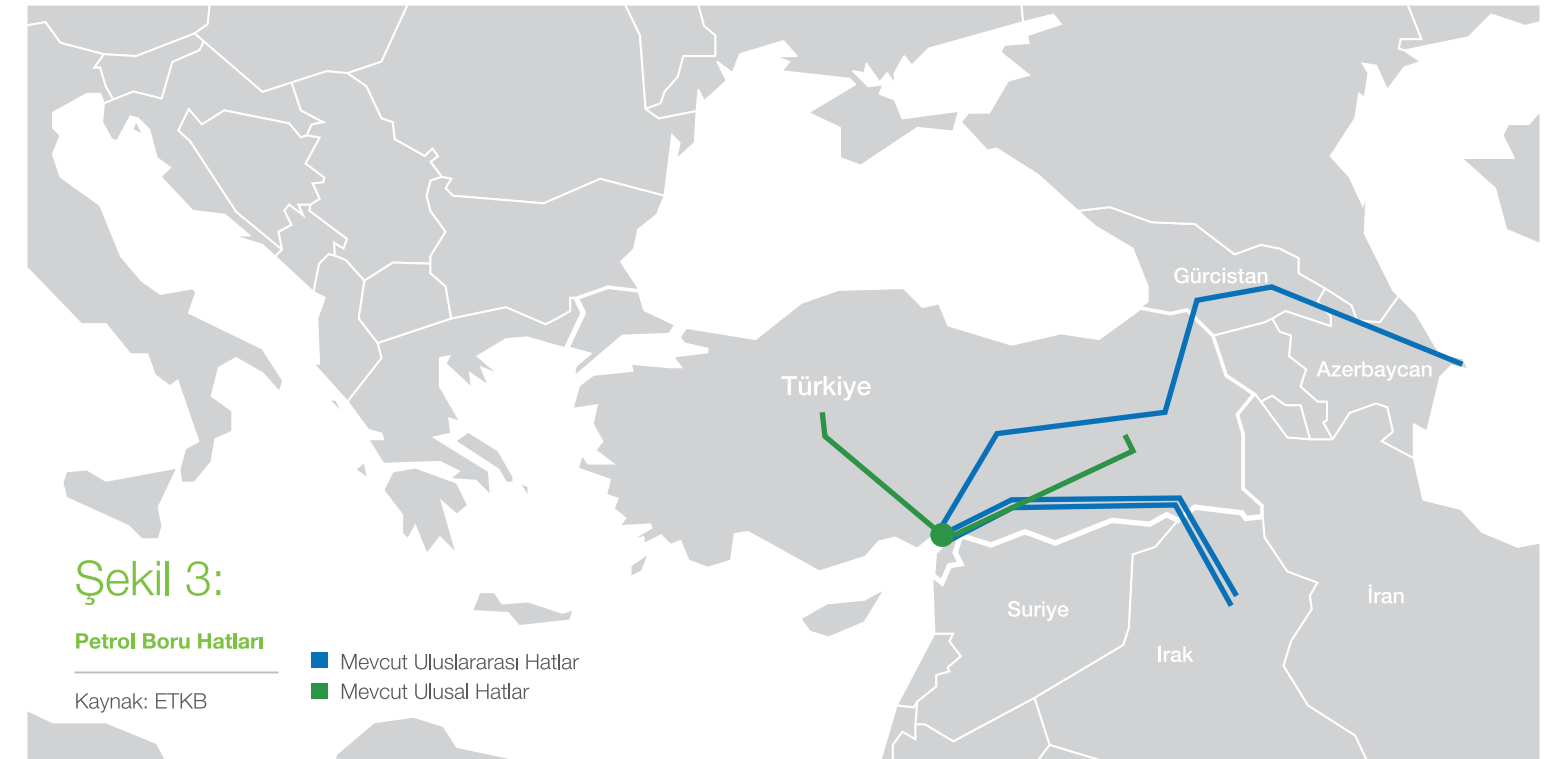 Gürcistan
Azerbaycan
Türkiye
Suriye
İran
Irak
Şekil 3:
Petrol Boru Hatları
Kaynak: ETKB
Mevcut Uluslararası Hatlar
Mevcut Ulusal Hatlar